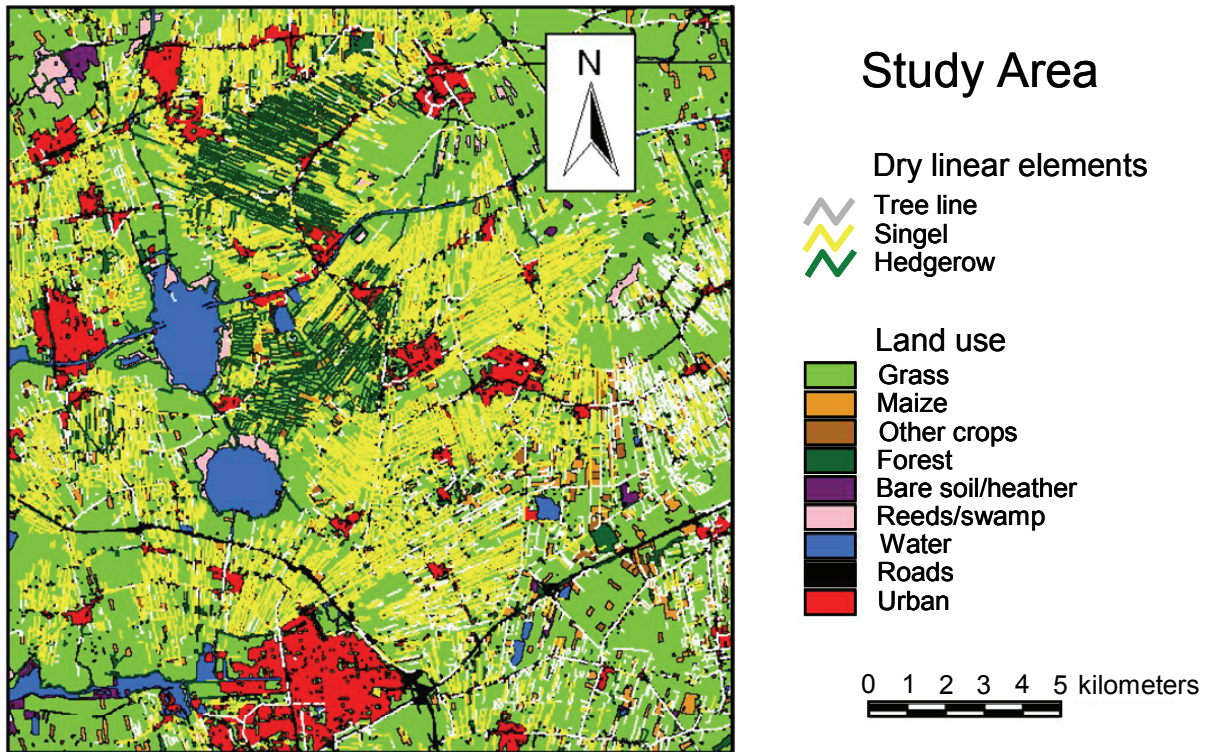 N
Study Area
Dry linear elements
Tree line
Singel
Hedgerow
Land use
Grass
Maize
Other crops
Forest
Bare soil/heather
Reeds/swamp
Water
Roads
Urban
0 1 2 3 4 5 kilometers